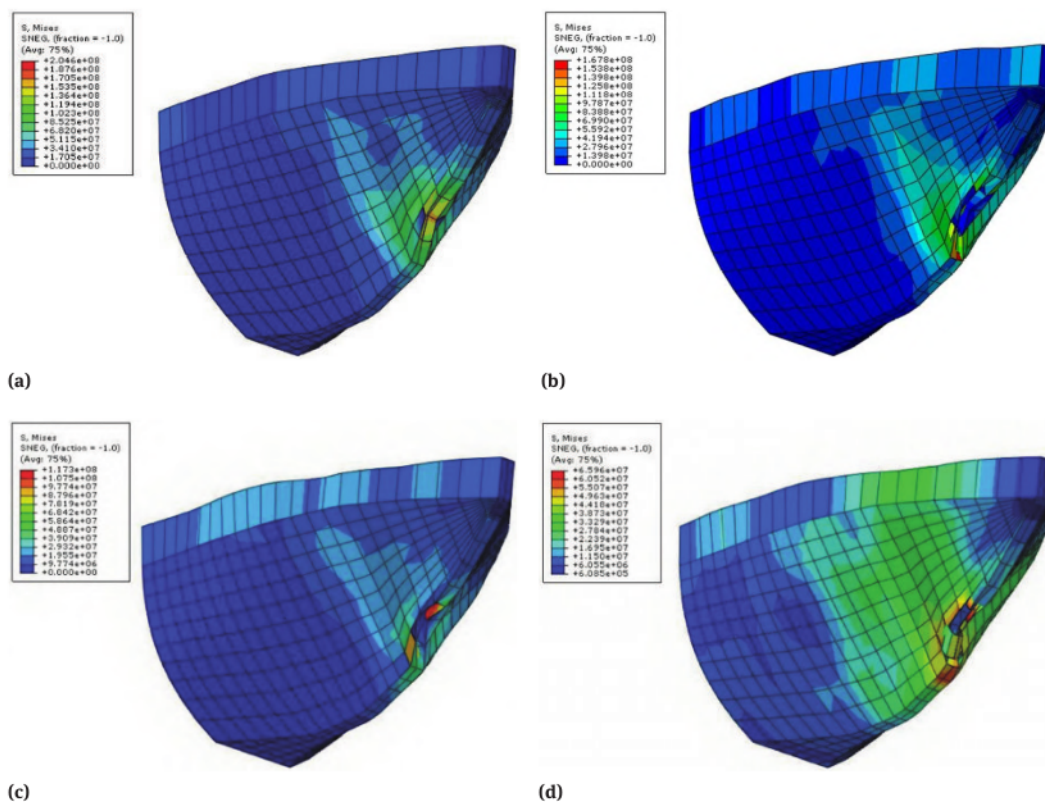 S, Mises
SNEG, (fraction = -1.0)
(Avg: 75%)
+2.046e+08
+1.876e+08
+1.705e+08
+1.535e+08
+1.364e+08
+1.194e+08
+1.023e+08
+8.525e+07
+6.820e+07
+5.115e+07
+3.410e+07
+1.705e+07
+0.000e+00
(a)
S, Mises
SNEG, (fraction = -1.0)
(Avg: 75%)
+1.678e+08
+1.538e+08
+1.398e+08
+1.258e+08
+1.118e+08
+9.787e+07
+8.388e+07
+6.990e+07
+5.592e+07
+4.194e+07
+2.796e+07
+1.398e+07
+0.000e+00
(b)
S, Mises
SNEG, (fraction = -1.0)
(Avg: 75%)
+1.173e+08
+1.075e+08
+9.774e+07
+8.796e+07
+7.819e+07
+6.842e+07
+5.864e+07
+4.887e+07
+3.909e+07
+2.932e+07
+1.955e+07
+9.774e+06
+0.000e+00
(c)
S, Mises
SNEG, (fraction = -1.0)
(Avg: 75%)
+6.596e+07
+6.052e+07
+5.507e+07
+4.963e+07
+4.418e+07
+3.873e+07
+3.329e+07
+2.784e+07
+2.239e+07
+1.695e+07
+1.150e+07
+6.055e+06
+6.085e+05
(d)